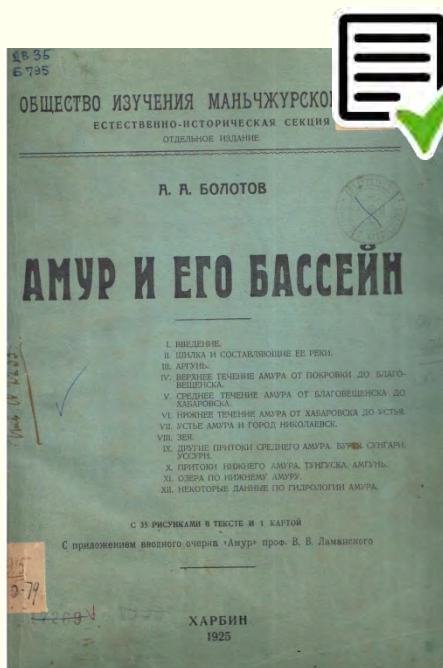 ДВ 35
Б 795
ОБЩЕСТВО ИЗУЧЕНИЯ МАНЬЧЖУРСКО
ЕСТЕСТВЕННО-ИСТОРИЧЕСКАЯ СЕКЦИЯ
ОТДЕЛЬНОЕ ИЗДАНИЕ
А. А. БОЛОТОВ
АМУР И ЕГО БАССЕЙН
I. ВВЕДЕНИЕ.
II. ШИЛКА И СОСТАВЛЯЮЩИЕ ЕЕ РЕКИ.
III. АРГУНЬ.
IV. ВЕРХНЕЕ ТЕЧЕНИЕ АМУРА ОТ ПОКРОВКИ ДО БЛАГО-
ВЕЩЕНСКА.
V. СРЕДНЕЕ ТЕЧЕНИЕ АМУРА ОТ БЛАГОВЕЩЕНСКА ДО
ХАБАРОВСКА.
VI. НИЖНЕЕ ТЕЧЕНИЕ АМУРА ОТ ХАБАРОВСКА ДО УСТЬЯ.
VII. УСТЬЕ АМУРА И ГОРОД НИКОЛАЕВСК.
VIII. ЗЕЯ.
IX. ДРУГИЕ ПРИТОКИ СРЕДНЕГО АМУРА. БУРЕЯ, СУНГАРИ,
УССУРИ.
X. ПРИТОКИ НИЖНЕГО АМУРА, ТУНГУСКА, АМГУНЬ.
XI. ОЗЕРА ПО НИЖНЕМУ АМУРУ.
XII. НЕКОТОРЫЕ ДАННЫЕ ПО ГИДРОЛОГИИ АМУРА.
С 35 РИСУНКАМИ В ТЕКСТЕ И 1 КАРТОЙ
С приложением вводного очерка «Амур» проф. В. В. Ламанского
ХАРБИН
1925